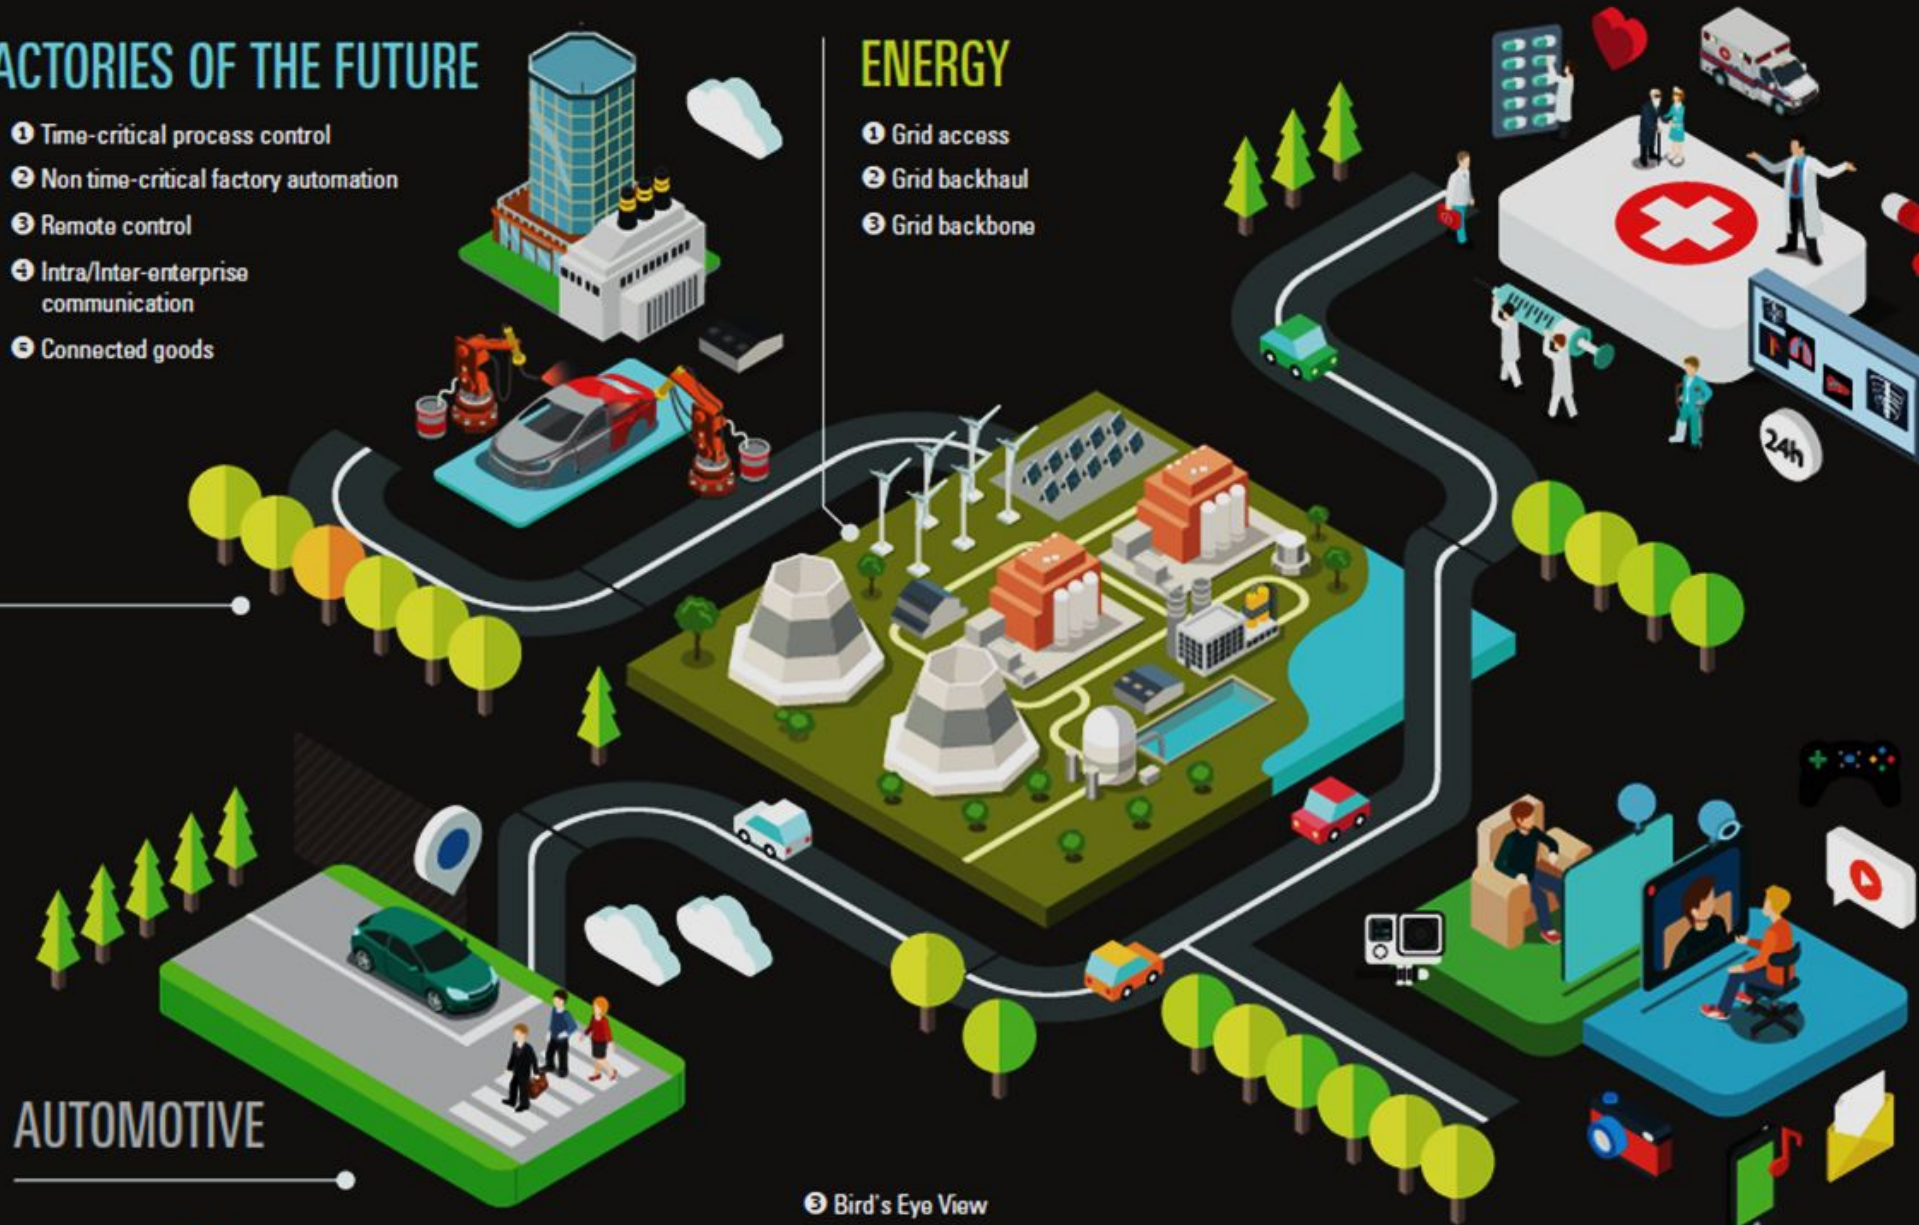 ACTORIES OF THE FUTURE
1 Time-critical process control
2 Non time-critical factory automation
3 Remote control
4 Intra/Inter-enterprise
communication
5 Connected goods
ENERGY
1 Grid access
2 Grid backhaul
3 Grid backbone
24h
AUTOMOTIVE
3 Bird's Eye View